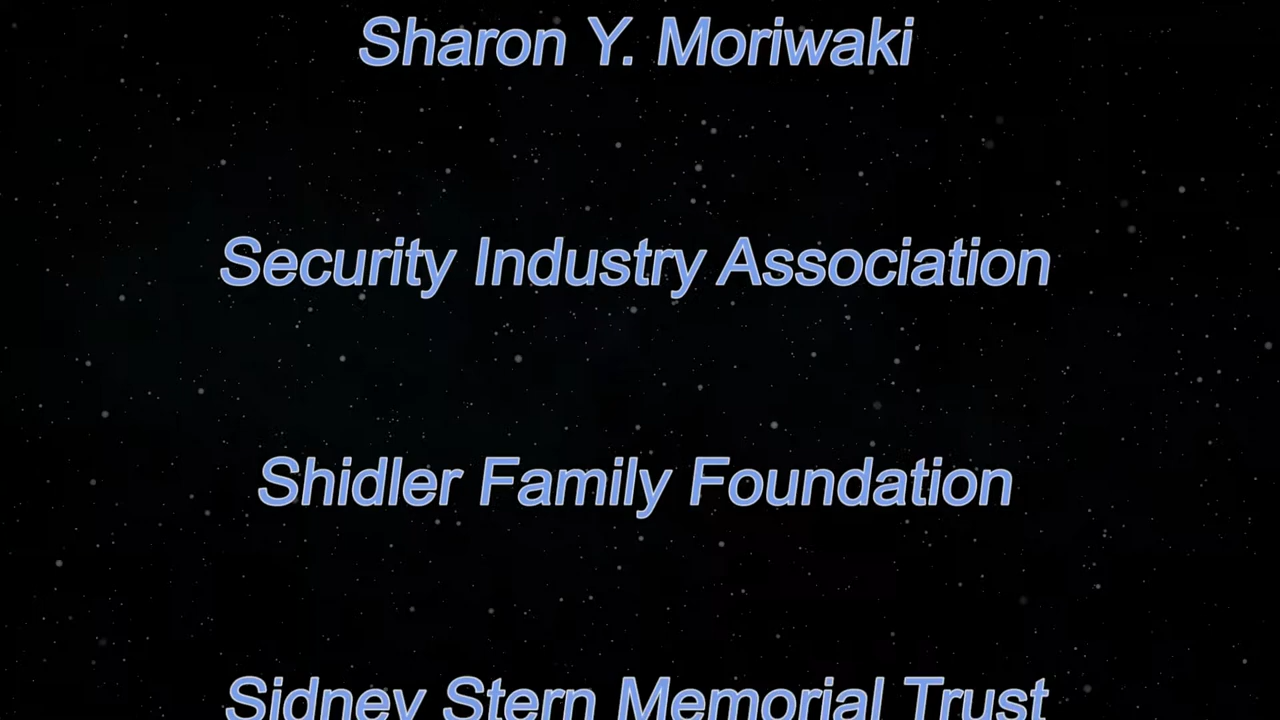 Sharon Y. Moriwaki
Security Industry Association
Shidler Family Foundation
Sidney Stern Memorial Trust